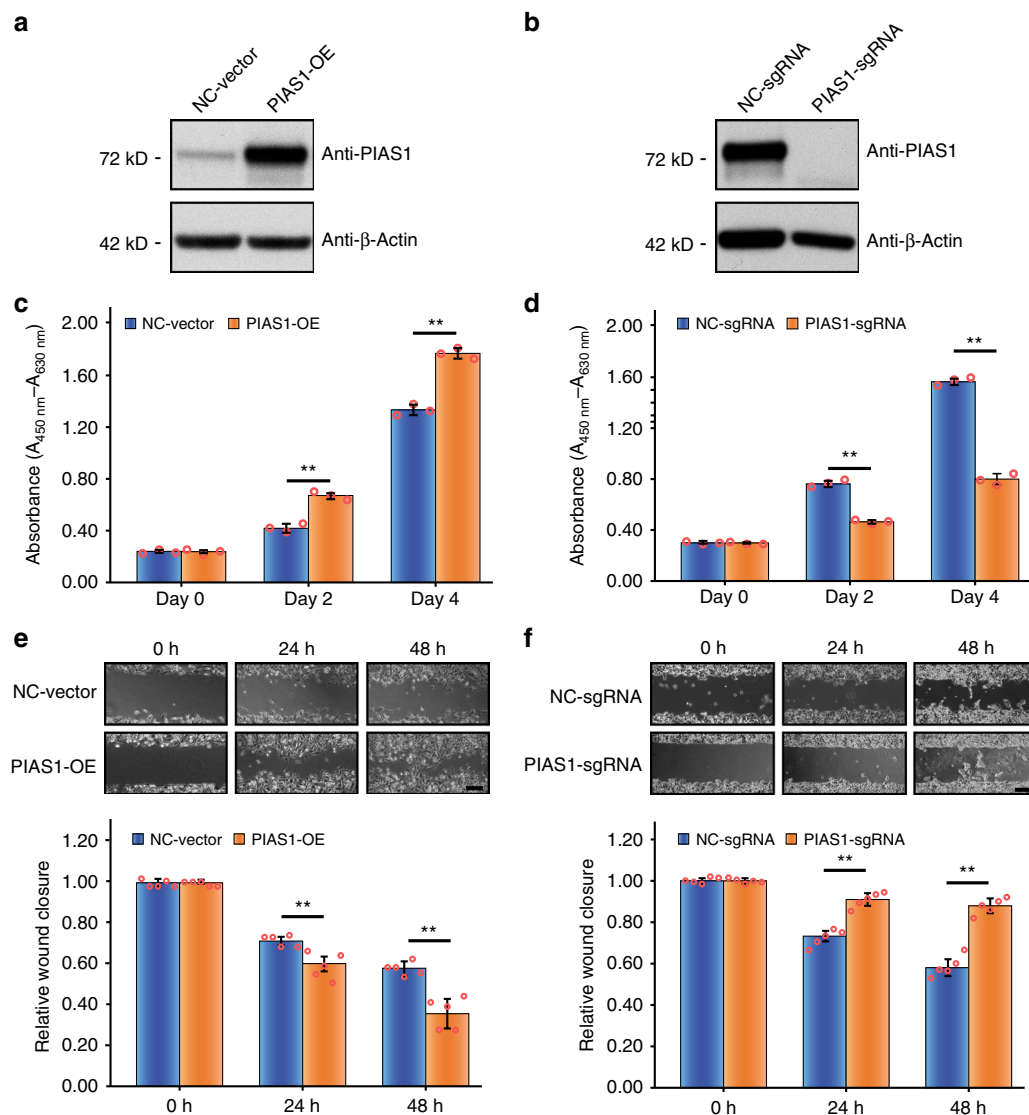 a
NC-vector
PIAS1-OE
72 kD -
Anti-PIAS1
42 kD -
Anti-β-Actin
b
NC-sgRNA
PIAS1-sgRNA
72 kD -
Anti-PIAS1
42 kD -
Anti-β-Actin
c
NC-vector
PIAS1-OE
Absorbance (A450 nm–A630 nm)
2.00
1.60
1.20
0.80
0.40
0.00
**
**
Day 0
Day 2
Day 4
d
NC-sgRNA
PIAS1-sgRNA
Absorbance (A450 nm–A630 nm)
2.00
1.60
1.20
0.80
0.40
0.00
**
**
Day 0
Day 2
Day 4
e
0 h
24 h
48 h
NC-vector
PIAS1-OE
NC-vector
PIAS1-OE
Relative wound closure
1.20
1.00
0.80
0.60
0.40
0.20
0.00
**
**
0 h
24 h
48 h
f
0 h
24 h
48 h
NC-sgRNA
PIAS1-sgRNA
NC-sgRNA
PIAS1-sgRNA
Relative wound closure
1.20
1.00
0.80
0.60
0.40
0.20
0.00
**
**
0 h
24 h
48 h